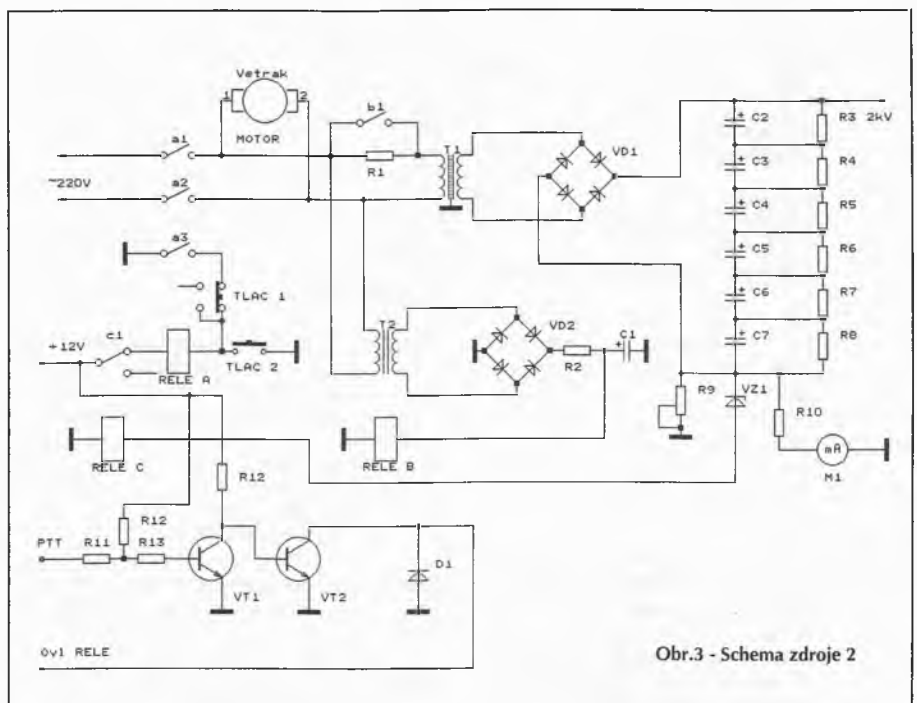 Vetrak
1 2
MOTOR
a1
b1
R1
T1
VD1
C2
R3 2kV
C3
R4
~220V
a2
C4
R5
a3
C5
R6
TLAC 1
C6
R7
T2
VD2
C1
C7
R8
+12V
c1
RELE A
TLAC 2
R2
R9
VZ1
R10
RELE C
RELE B
mA
M1
R12
R12
PTT
R11
R13
VT1
VT2
D1
Ovl RELE
Obr.3 - Schema zdroje 2